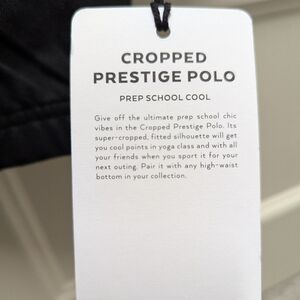 CROPPED
PRESTIGE POLO
PREP SCHOOL COOL
Give off the ultimate prep school chic
vibes in the Cropped Prestige Polo. Its
super-cropped, fitted silhouette will get
you cool points in yoga class and with all
your friends when you sport it for your
next outing. Pair it with any high-waist
bottom in your collection.